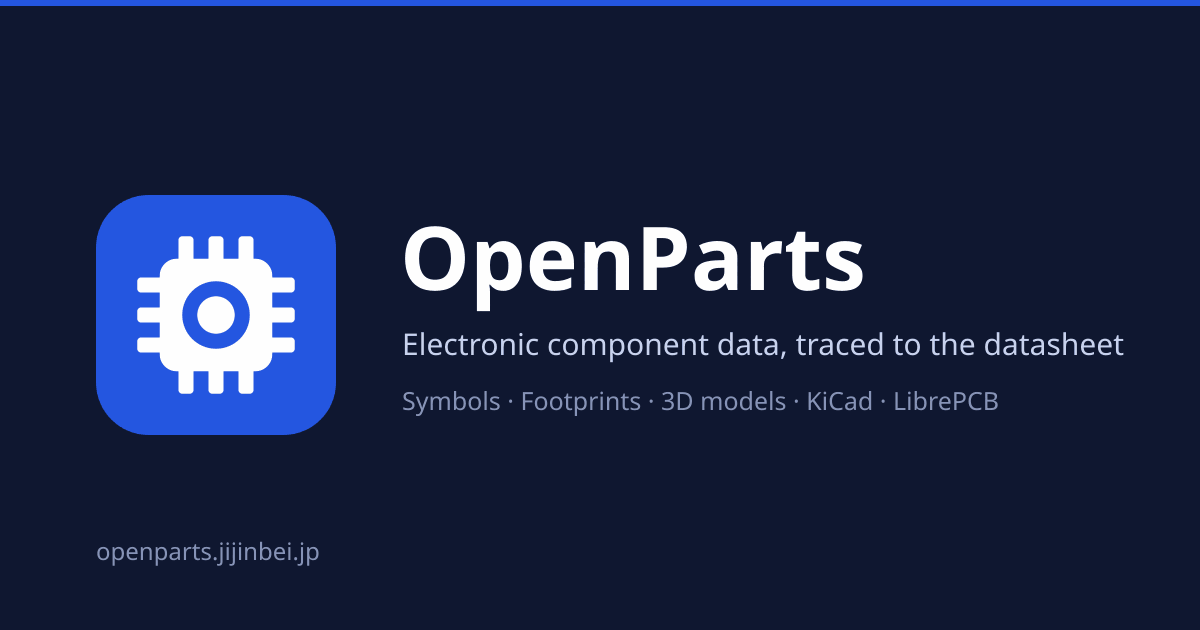 OpenParts
Electronic component data, traced to the datasheet
Symbols · Footprints · 3D models · KiCad · LibrePCB
openparts.jijinbei.jp